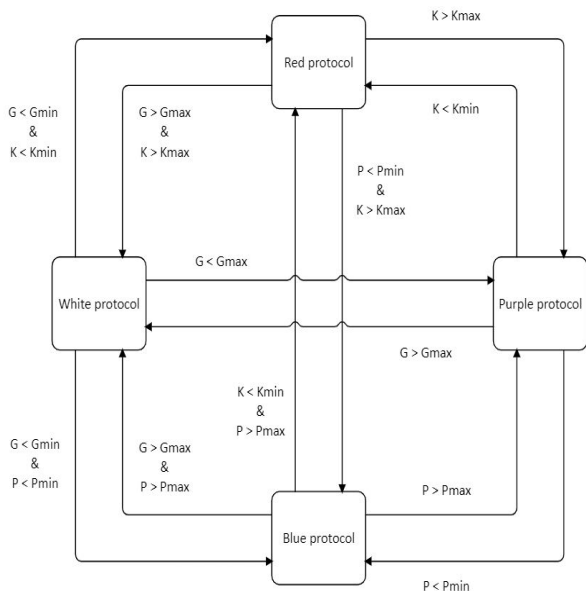 K > Kmax
Red protocol
G < Gmin
&
K < Kmin
G > Gmax
&
K > Kmax
K < Kmin
P < Pmin
&
K > Kmax
G < Gmax
White protocol
Purple protocol
G > Gmax
K < Kmin
&
P > Pmax
G < Gmin
&
P < Pmin
G > Gmax
&
P > Pmax
P > Pmax
Blue protocol
P < Pmin